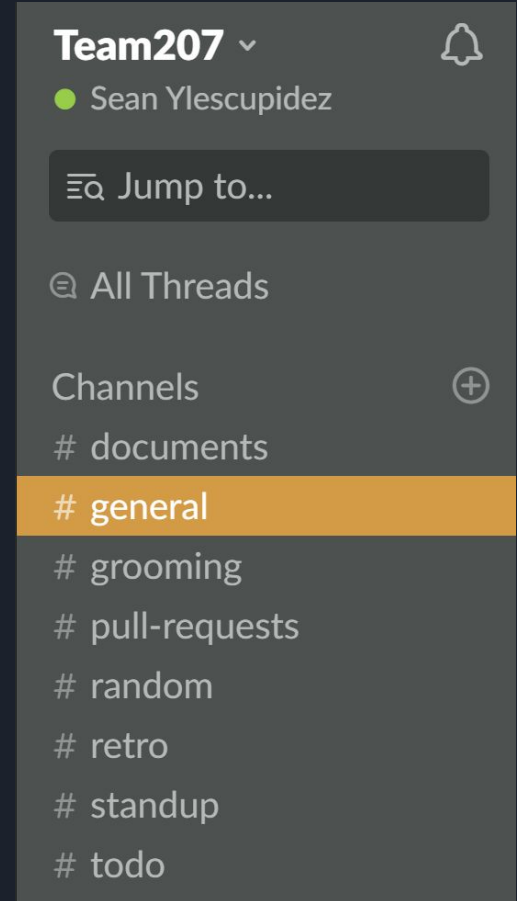 Team207
Sean Ylescupidez
Jump to...
All Threads
Channels
# documents
# general
# grooming
# pull-requests
# random
# retro
# standup
# todo